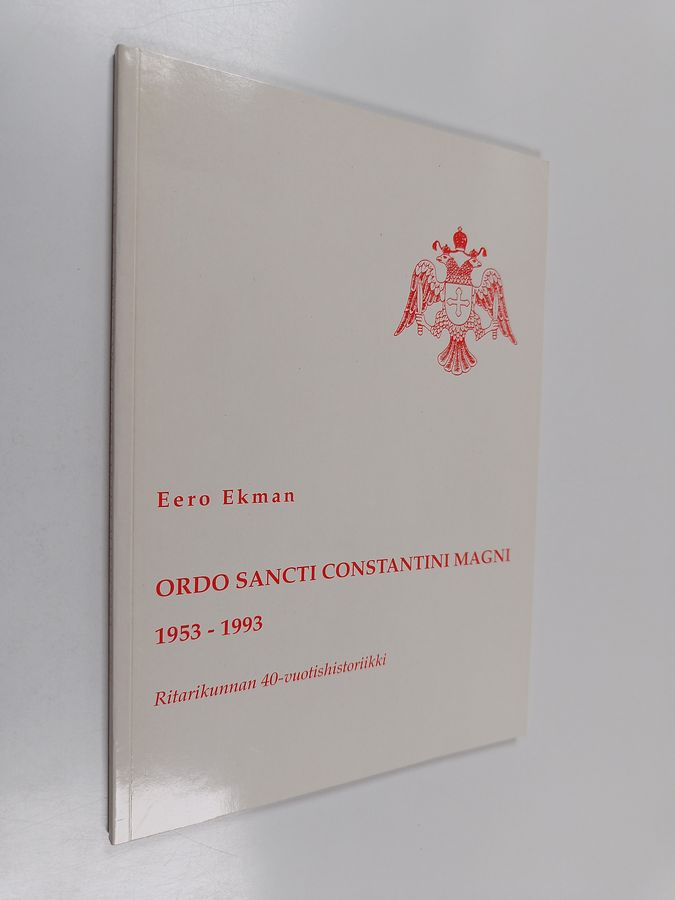 Eero Ekman
ORDO SANCTI CONSTANTINI MAGNI
1953 - 1993
Ritarikunnan 40-vuotishistoriikki